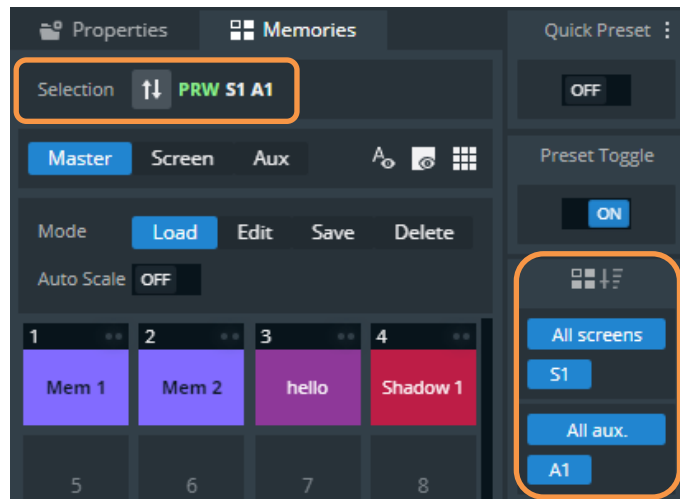 Properties
Memories
Selection PRW S1 A1
Master Screen Aux A
Mode Load Edit Save Delete
Auto Scale OFF
1 2 3 4
Mem 1 Mem 2 hello Shadow 1
5 6 7 8
Quick Preset
OFF
Preset Toggle
ON
All screens
S1
All aux.
A1